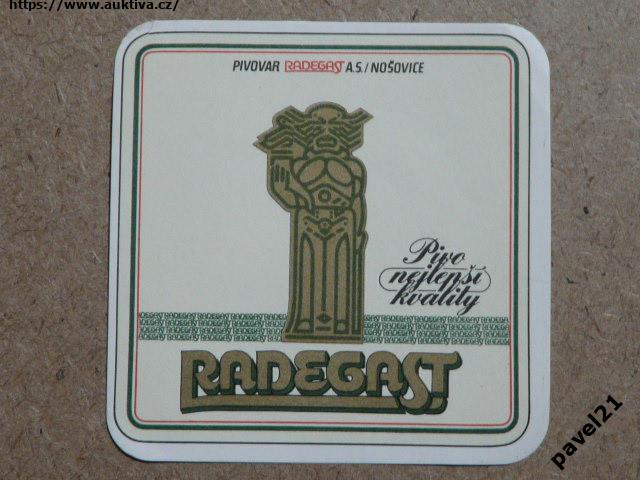 https://www.auktiva.cz/
PIVOVAR RADEGAST A.S./NOŠOVICE
Pivo
nejlepší
kvality
RADEGAST
pavel21